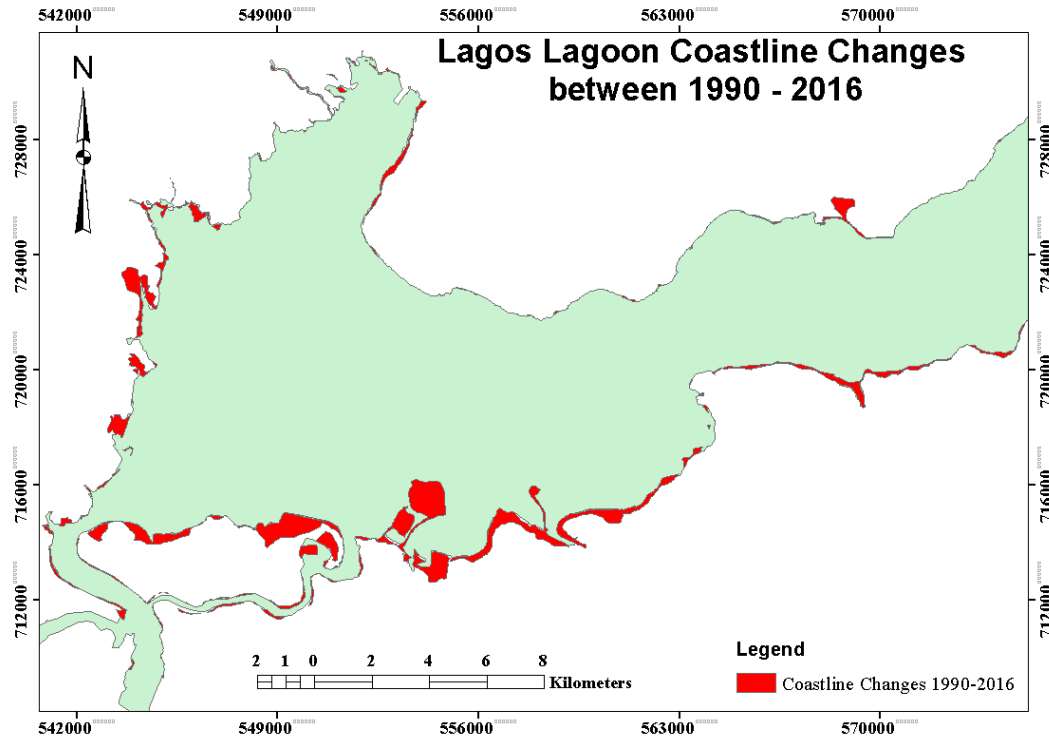 542000 549000 556000 563000 570000
Lagos Lagoon Coastline Changes
between 1990 - 2016
N
728000 728000
724000 724000
720000 720000
716000 716000
712000 712000
2 1 0 2 4 6 8
Kilometers
Legend
Coastline Changes 1990-2016
542000 549000 556000 563000 570000